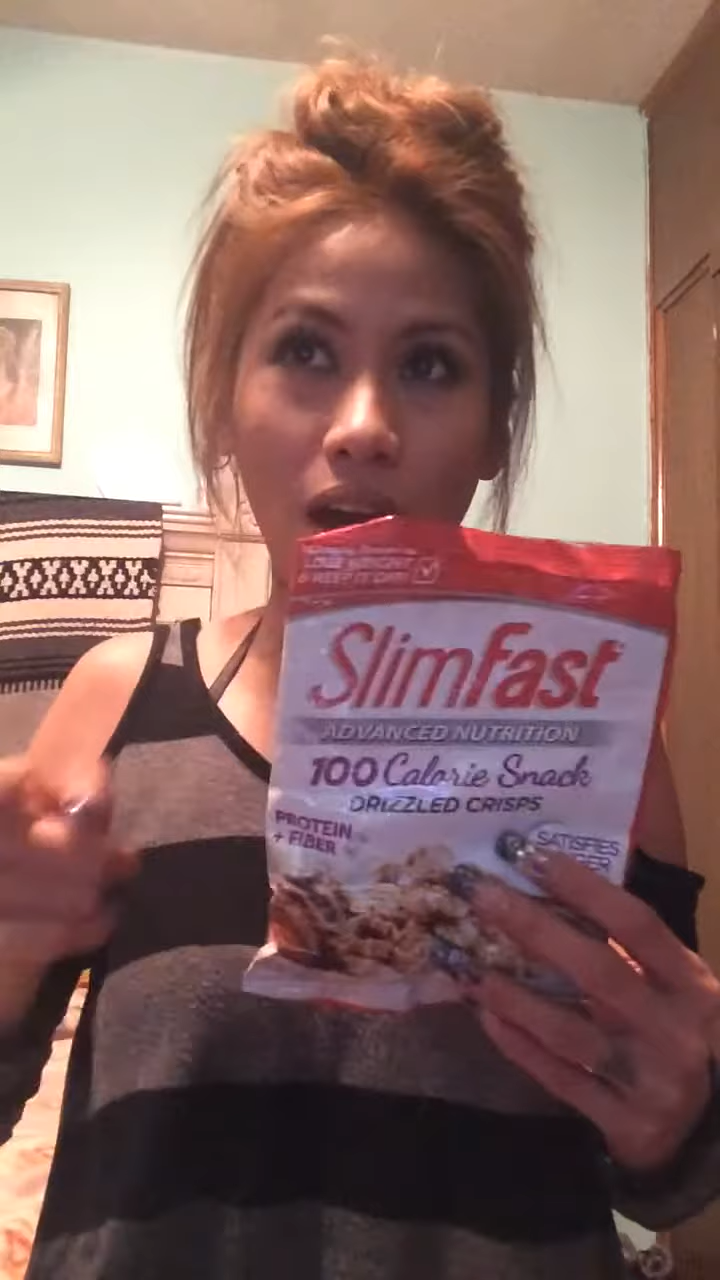 LOSE WEIGHT
& KEEP IT OFF!
SlimFast
ADVANCED NUTRITION
100 Calorie Snack
DRIZZLED CRISPS
PROTEIN
+ FIBER
SATISFIES